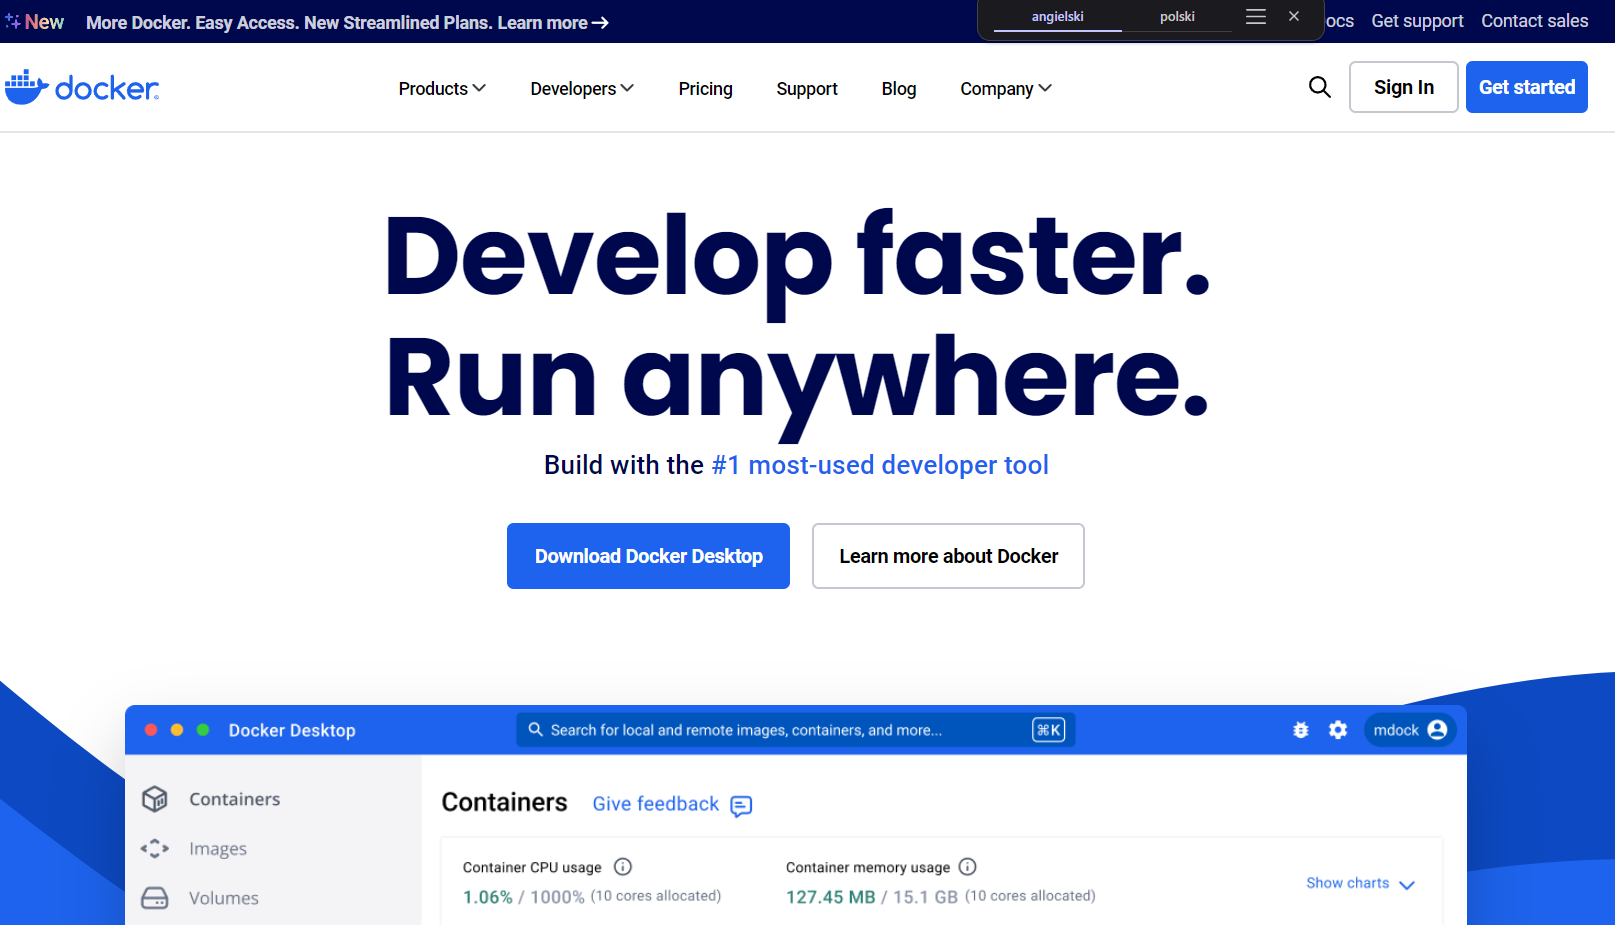 New More Docker. Easy Access. New Streamlined Plans. Learn more →
angielski polski
Get support Contact sales
docker
Products Developers Pricing Support Blog Company
Sign In Get started
Develop faster.
Run anywhere.
Build with the #1 most-used developer tool
Download Docker Desktop Learn more about Docker
Docker Desktop Search for local and remote images, containers, and more... ⌘K mdock
Containers
Images
Volumes
Containers Give feedback
Container CPU usage Container memory usage
1.06% / 1000% (10 cores allocated) 127.45 MB / 15.1 GB (10 cores allocated)
Show charts